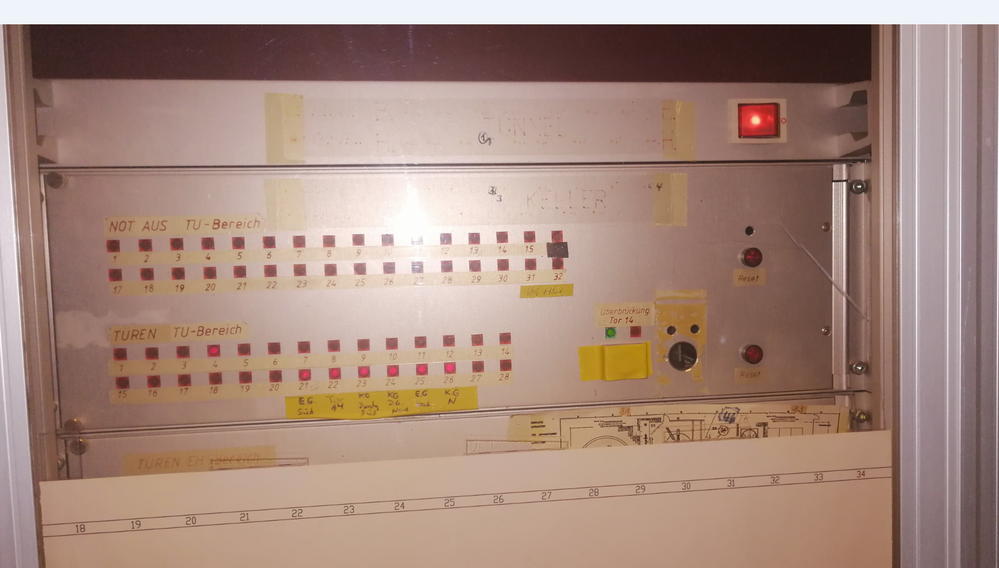 TUNNEL
1
3
KELLER
4
NOT AUS TU-Bereich
1 2 3 4 5 6 7 8 9 10 11 12 13 14 15
17 18 19 20 21 22 23 24 25 26 27 28 29 30 31 32
Reset
Überbrückung
Tor 14
TÜREN TU-Bereich
1 2 3 4 5 6 7 8 9 10 11 12 13 14
15 16 17 18 19 20 21 22 23 24 25 26 27 28
Reset
E.G. Tor KG KG E.G K.G
Süd 14 Durchg D.G. N
Süd Nord
31 33
TÜREN EH Bereich
18 19 20 21 22 23 24 25 26 27 28 29 30 31 32 33 34